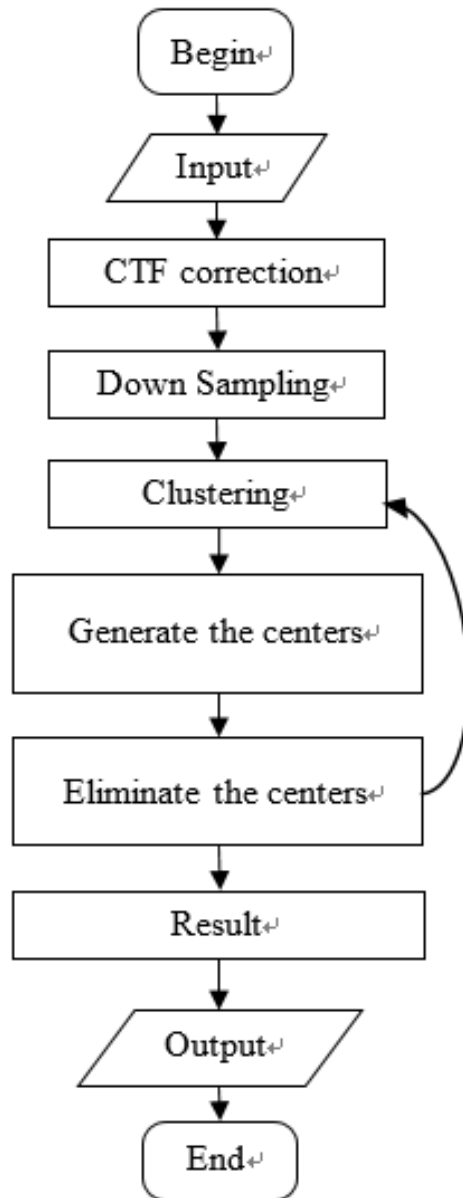 Begin
Input
CTF correction
Down Sampling
Clustering
Generate the centers
Eliminate the centers
Result
Output
End